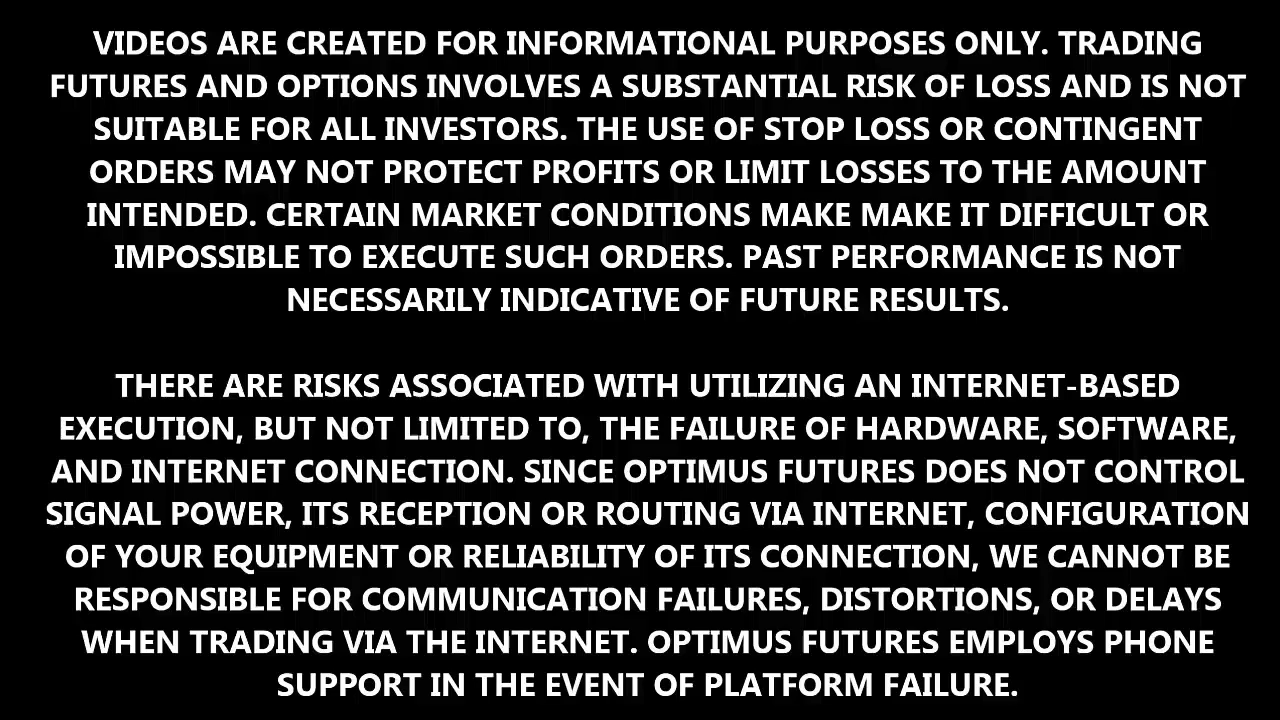 VIDEOS ARE CREATED FOR INFORMATIONAL PURPOSES ONLY. TRADING
FUTURES AND OPTIONS INVOLVES A SUBSTANTIAL RISK OF LOSS AND IS NOT
SUITABLE FOR ALL INVESTORS. THE USE OF STOP LOSS OR CONTINGENT
ORDERS MAY NOT PROTECT PROFITS OR LIMIT LOSSES TO THE AMOUNT
INTENDED. CERTAIN MARKET CONDITIONS MAKE MAKE IT DIFFICULT OR
IMPOSSIBLE TO EXECUTE SUCH ORDERS. PAST PERFORMANCE IS NOT
NECESSARILY INDICATIVE OF FUTURE RESULTS.
THERE ARE RISKS ASSOCIATED WITH UTILIZING AN INTERNET-BASED
EXECUTION, BUT NOT LIMITED TO, THE FAILURE OF HARDWARE, SOFTWARE,
AND INTERNET CONNECTION. SINCE OPTIMUS FUTURES DOES NOT CONTROL
SIGNAL POWER, ITS RECEPTION OR ROUTING VIA INTERNET, CONFIGURATION
OF YOUR EQUIPMENT OR RELIABILITY OF ITS CONNECTION, WE CANNOT BE
RESPONSIBLE FOR COMMUNICATION FAILURES, DISTORTIONS, OR DELAYS
WHEN TRADING VIA THE INTERNET. OPTIMUS FUTURES EMPLOYS PHONE
SUPPORT IN THE EVENT OF PLATFORM FAILURE.